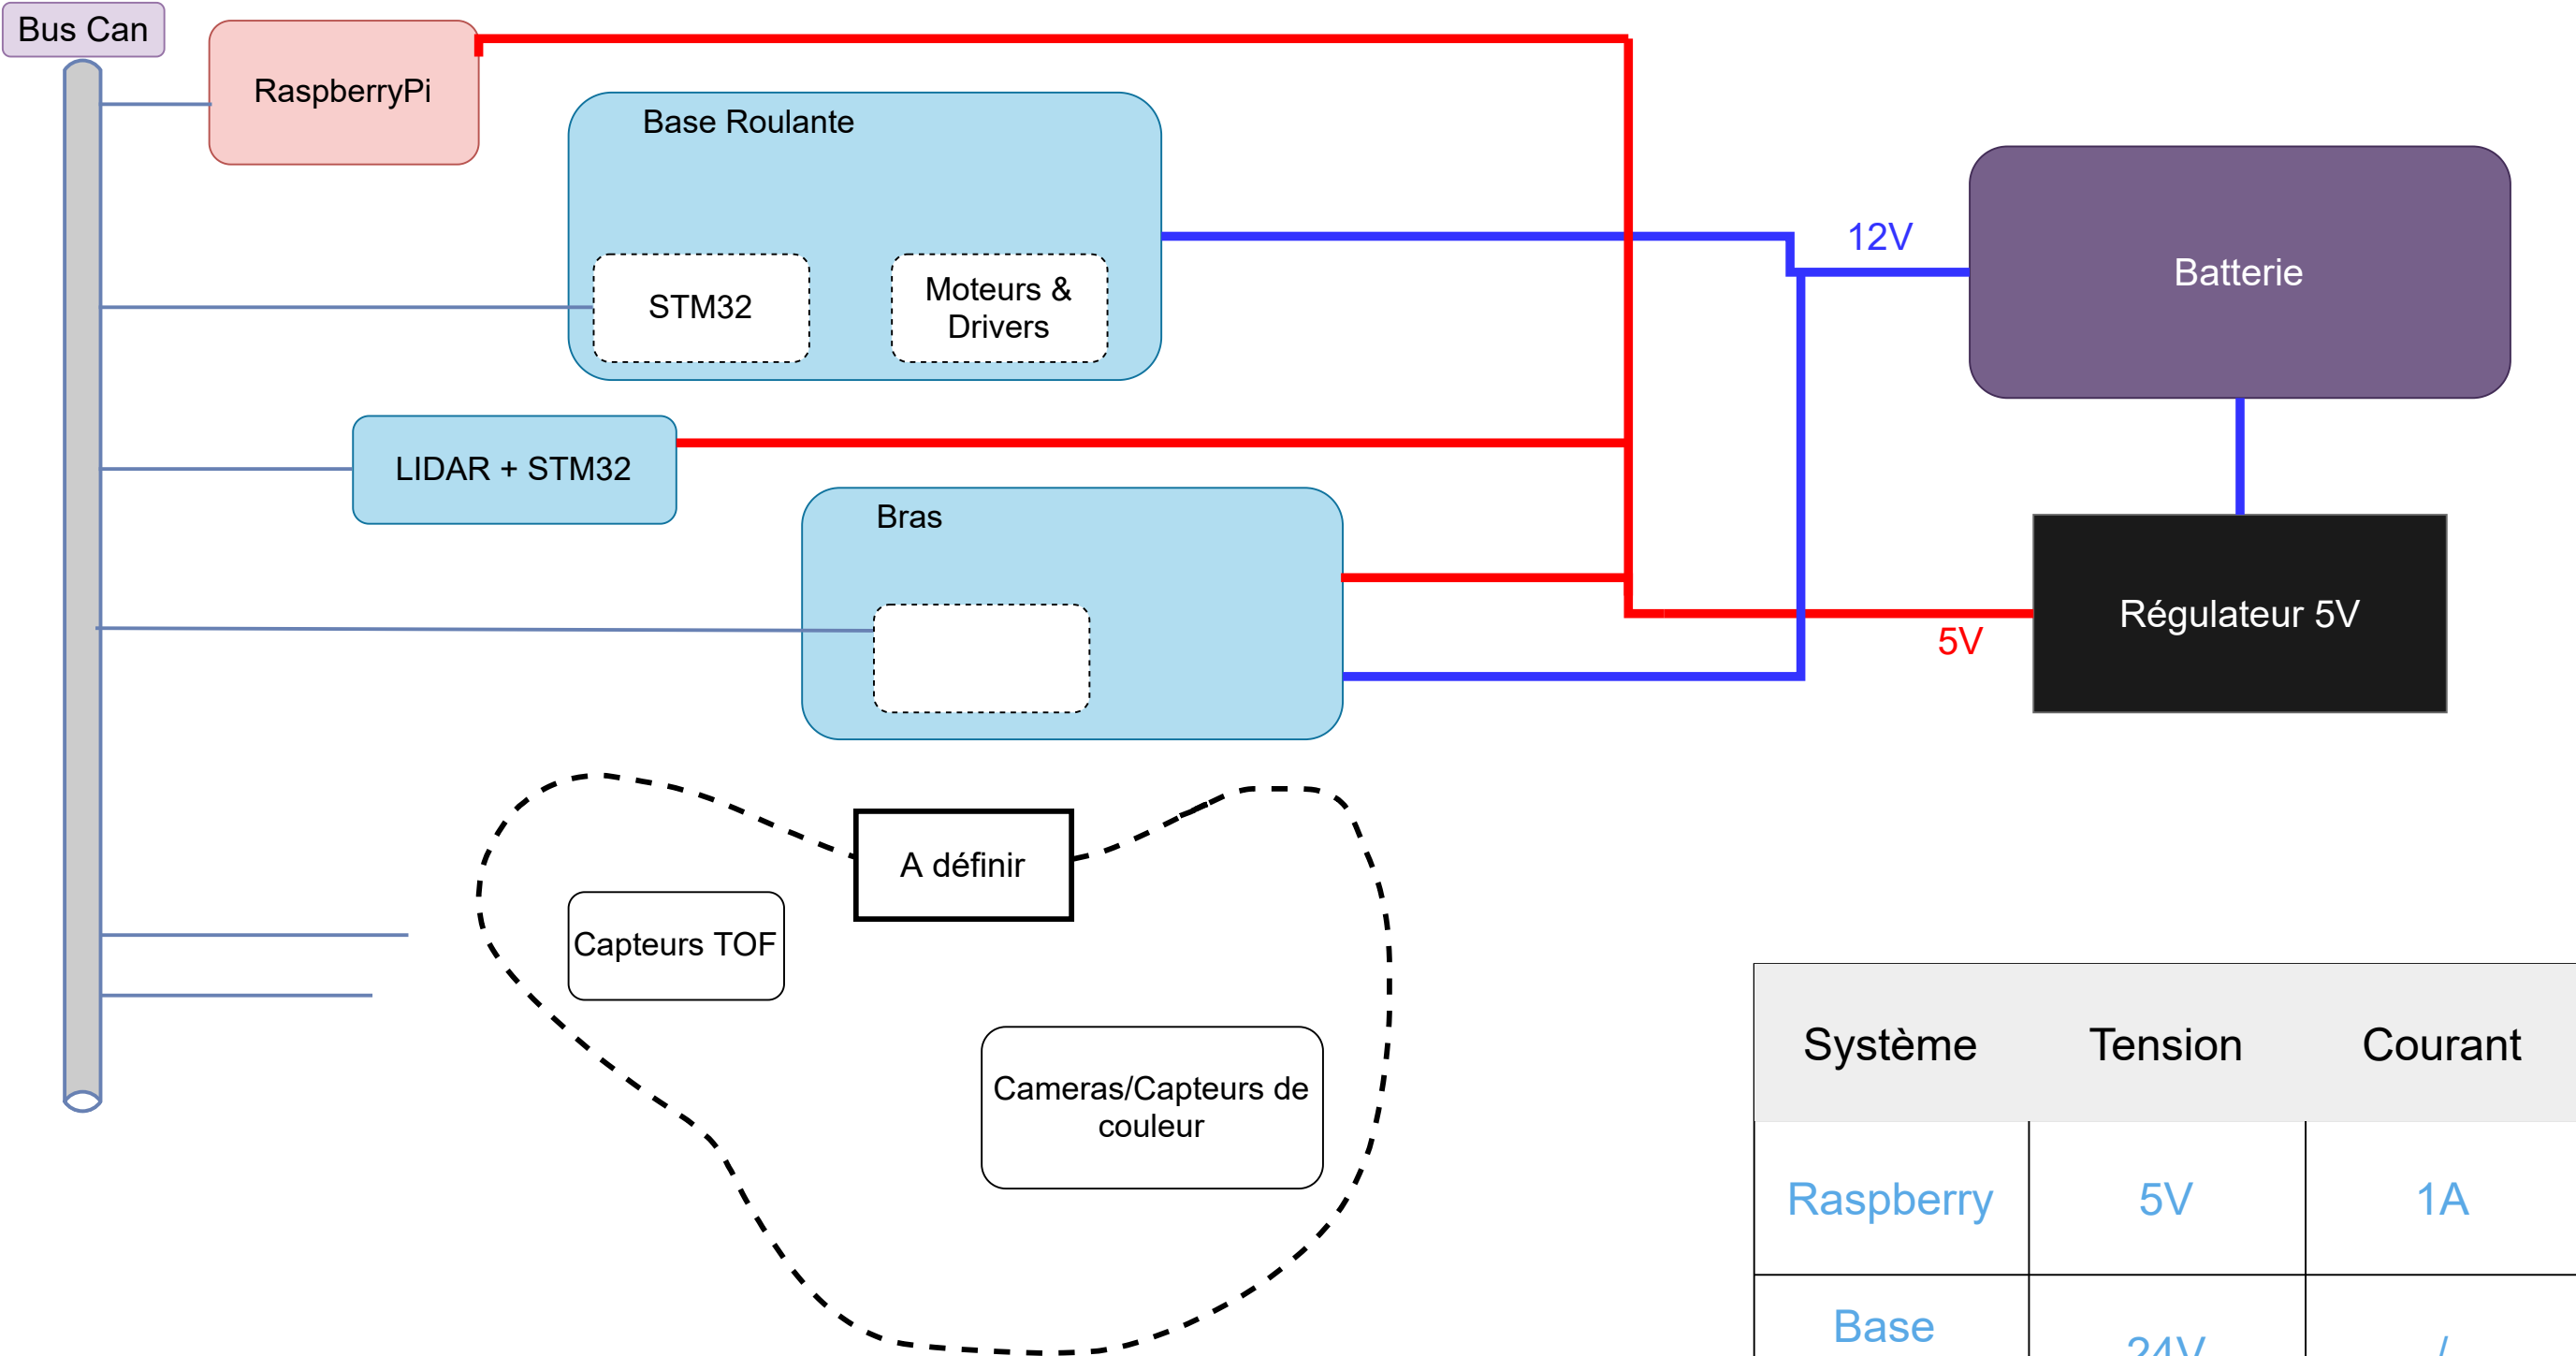 Bus Can
RaspberryPi
Base Roulante
STM32
Moteurs &
Drivers
12V
Batterie
LIDAR + STM32
Bras
Régulateur 5V
5V
A définir
Capteurs TOF
Cameras/Capteurs de
couleur
Système Tension Courant
Raspberry 5V 1A
Base
24V /